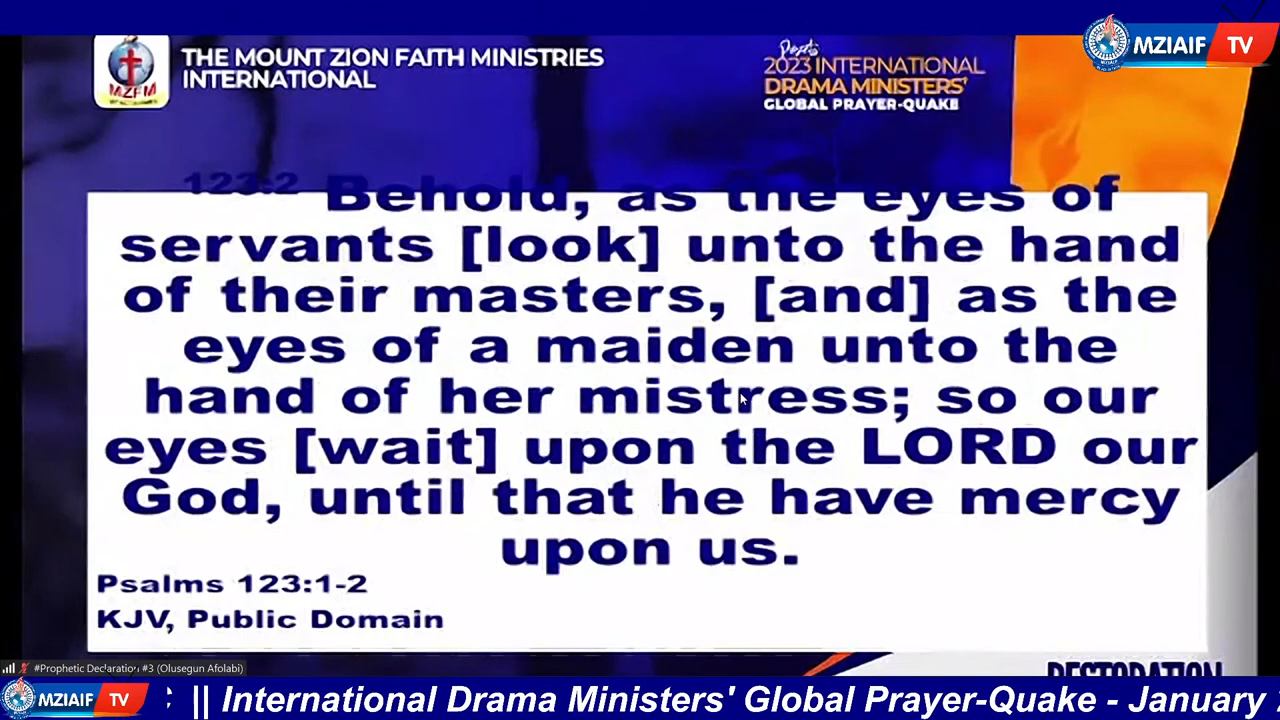 THE MOUNT ZION FAITH MINISTRIES
INTERNATIONAL
MZFM
2023 INTERNATIONAL
DRAMA MINISTERS'
GLOBAL PRAYER-QUAKE
MZIAIF TV
123:2 Behold, as the eyes of
servants [look] unto the hand
of their masters, [and] as the
eyes of a maiden unto the
hand of her mistress; so our
eyes [wait] upon the LORD our
God, until that he have mercy
upon us.
Psalms 123:1-2
KJV, Public Domain
#Prophetic Declaration #3 (Olusegun Afolabi)
RESTORATION
MZIAIF TV
|| International Drama Ministers' Global Prayer-Quake - January